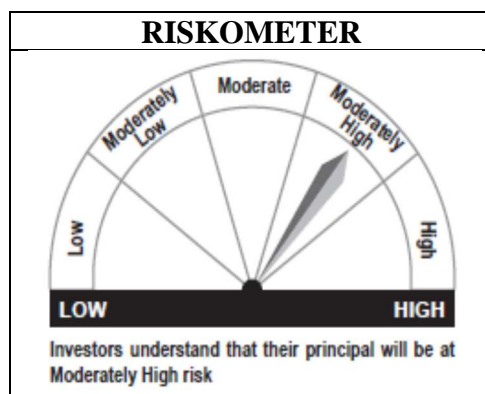 RISKOMETER
Moderate
Moderately
Low
Moderately
High
Low
High
LOW HIGH
Investors understand that their principal will be at
Moderately High risk